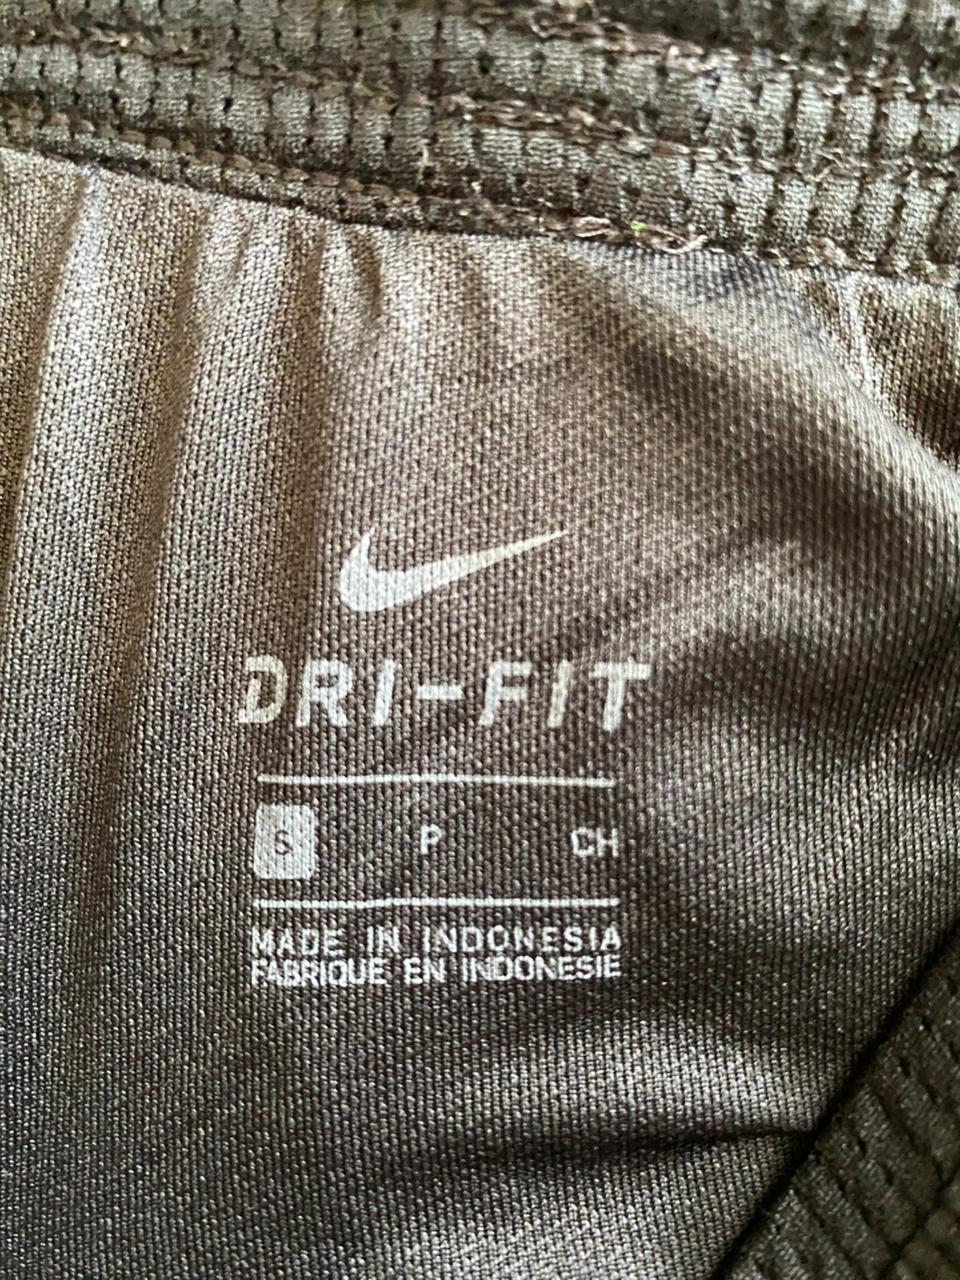 DRI-FIT
S P CH
MADE IN INDONESIA
FABRIQUE EN INDONESIE